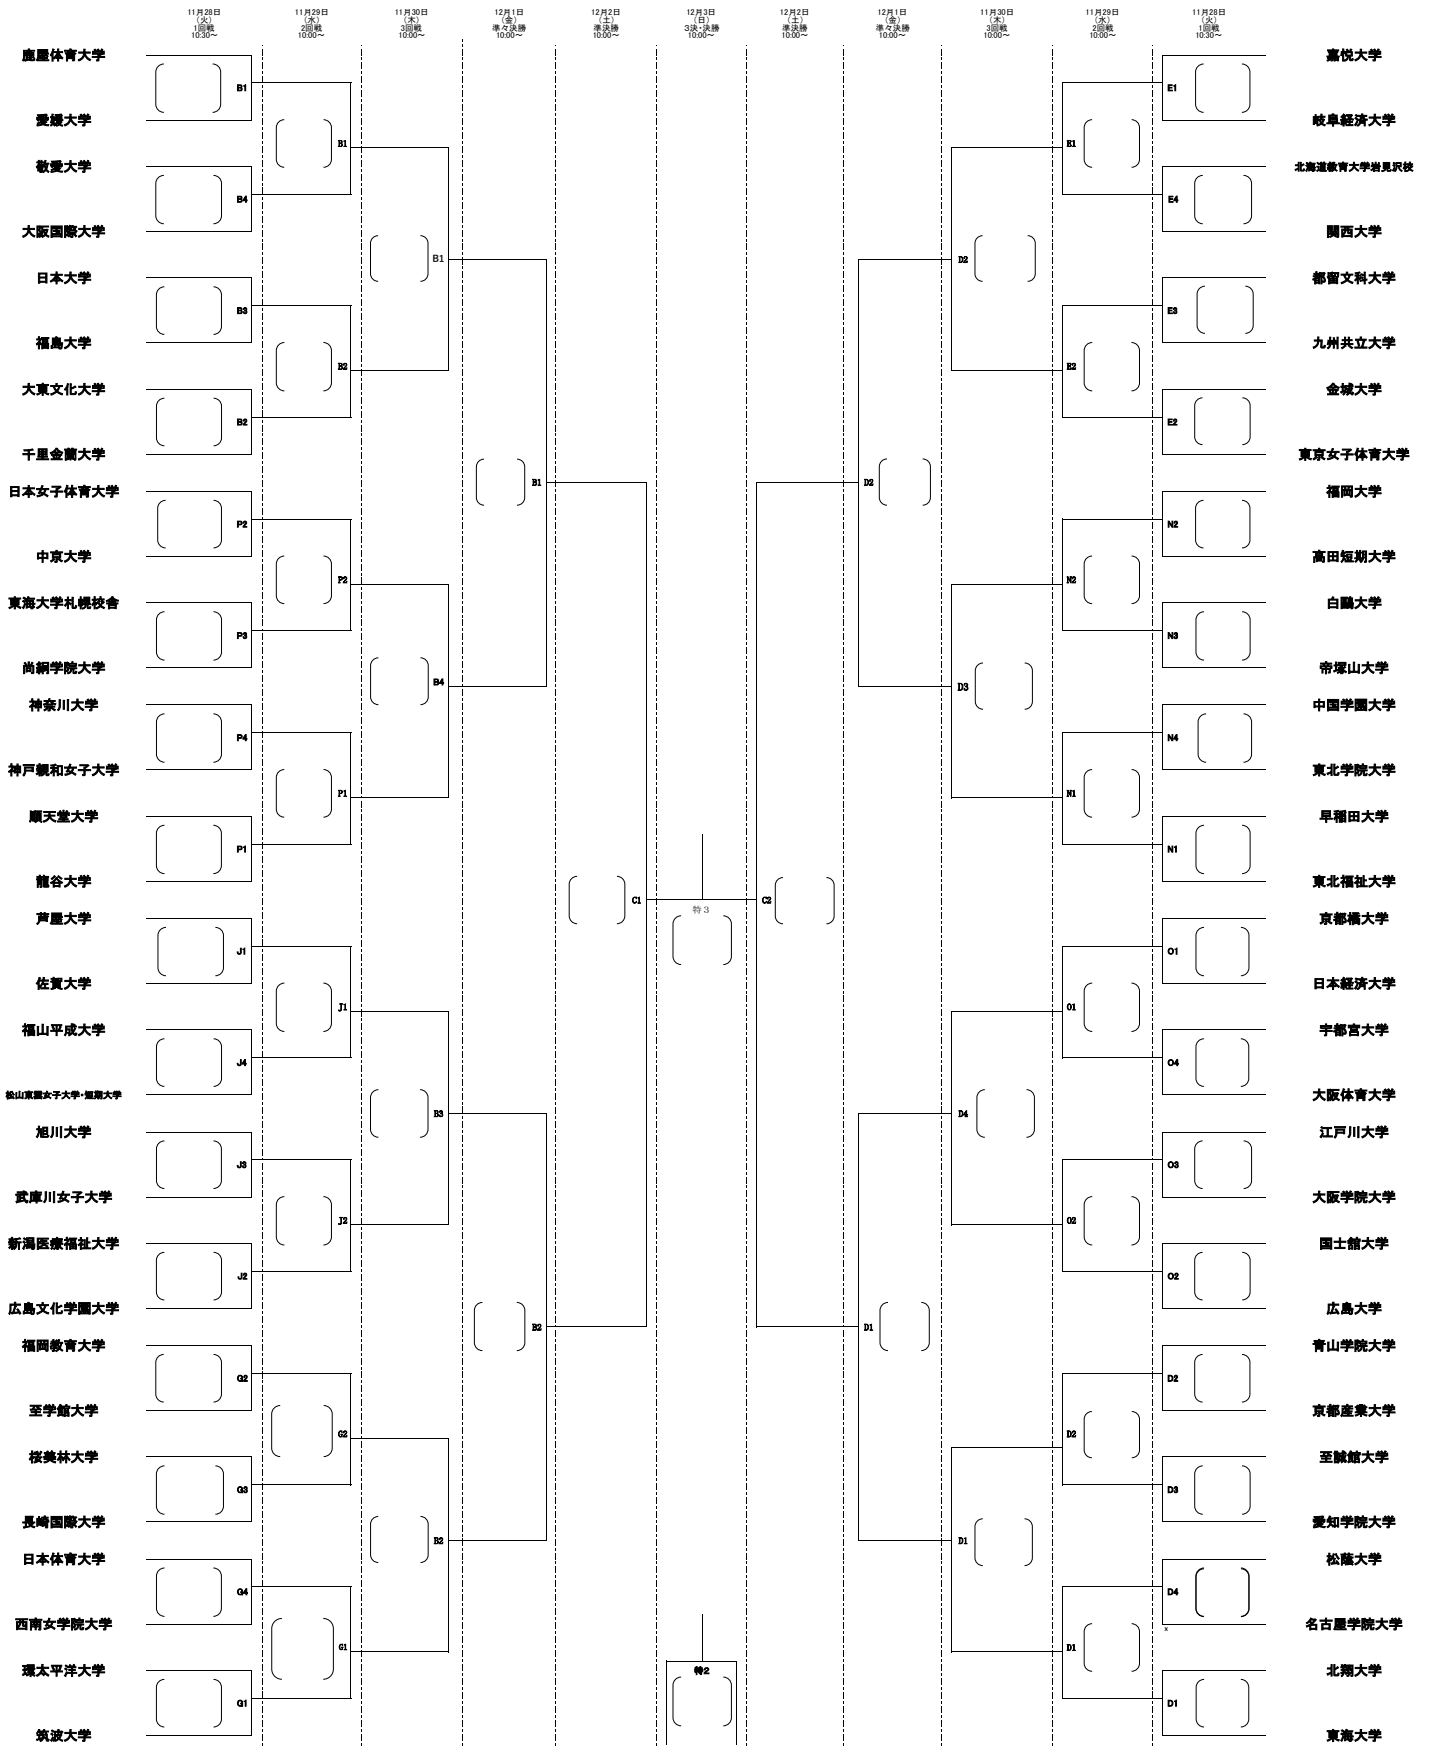 11月28日 11月29日 11月30日 12月1日 12月2日 12月3日 12月2日 12月1日 11月30日 11月29日 11月28日
（火） （水） （木） （金） （土） （日） （土） （金） （木） （水） （火）
1回戦 2回戦 3回戦 準々決勝 準決勝 3決・決勝 準決勝 準々決勝 3回戦 2回戦 1回戦
10:30～ 10:00～ 10:00～ 10:00～ 10:00～ 10:00～ 10:00～ 10:00～ 10:00～ 10:00～ 10:30～
鹿屋体育大学 嘉悦大学
B1 E1
愛媛大学 岐阜経済大学
B1 E1
敬愛大学 北海道教育大学岩見沢校
B4 E4
大阪国際大学 関西大学
B1 D2
日本大学 都留文科大学
B3 E3
福島大学 九州共立大学
B2 E2
大東文化大学 金城大学
B2 E2
千里金蘭大学 東京女子体育大学
B1 D2
日本女子体育大学 福岡大学
P2 N2
中京大学 高田短期大学
P2 N2
東海大学札幌校舎 白鷗大学
P3 N3
尚絅学院大学 帝塚山大学
B4 D3
神奈川大学 中国学園大学
P4 N4
神戸親和女子大学 東北学院大学
P1 N1
順天堂大学 早稲田大学
P1 N1
龍谷大学 東北福祉大学
C1 C2
特３
芦屋大学 京都橘大学
J1 O1
佐賀大学 日本経済大学
J1 O1
福山平成大学 宇都宮大学
J4 O4
松山東雲女子大学・短期大学 大阪体育大学
B3 D4
旭川大学 江戸川大学
J3 O3
武庫川女子大学 大阪学院大学
J2 O2
新潟医療福祉大学 国士舘大学
J2 O2
広島文化学園大学 広島大学
B2 D1
福岡教育大学 青山学院大学
G2 D2
至学館大学 京都産業大学
G2 D2
桜美林大学 至誠館大学
G3 D3
長崎国際大学 愛知学院大学
B2 D1
日本体育大学 松蔭大学
G4 D4
西南女学院大学 名古屋学院大学
x
G1 D1
環太平洋大学 特2 北翔大学
G1 D1
筑波大学 東海大学